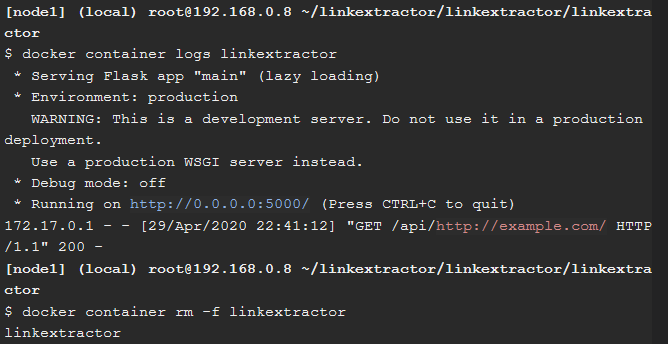 [node1] (local) root@192.168.0.8 ~/linkextractor/linkextractor/linkextra
ctor
$ docker container logs linkextractor
 * Serving Flask app "main" (lazy loading)
 * Environment: production
   WARNING: This is a development server. Do not use it in a production
deployment.
   Use a production WSGI server instead.
 * Debug mode: off
 * Running on http://0.0.0.0:5000/ (Press CTRL+C to quit)
172.17.0.1 - - [29/Apr/2020 22:41:12] "GET /api/http://example.com/ HTTP
/1.1" 200 -
[node1] (local) root@192.168.0.8 ~/linkextractor/linkextractor/linkextra
ctor
$ docker container rm -f linkextractor
linkextractor